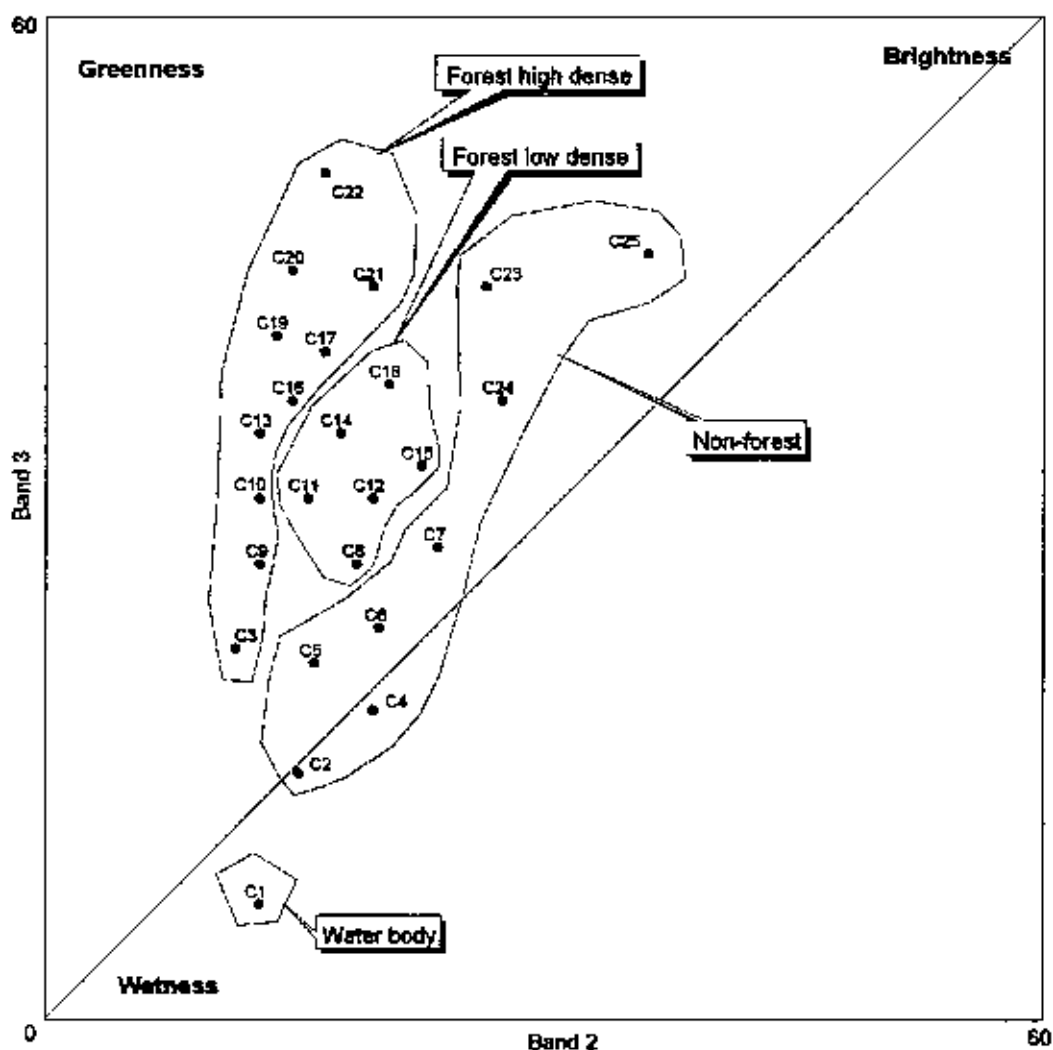 60
Greenness
Brightness
Forest high dense
Forest low dense
C22
C25
C20
C21
C23
C19
C17
C18
C16
C24
C13
C14
Non-forest
C15
C10
C11
C12
Band 3
C7
C9
C8
C6
C3
C5
C4
C2
C1
Water body
Wetness
0
Band 2
60